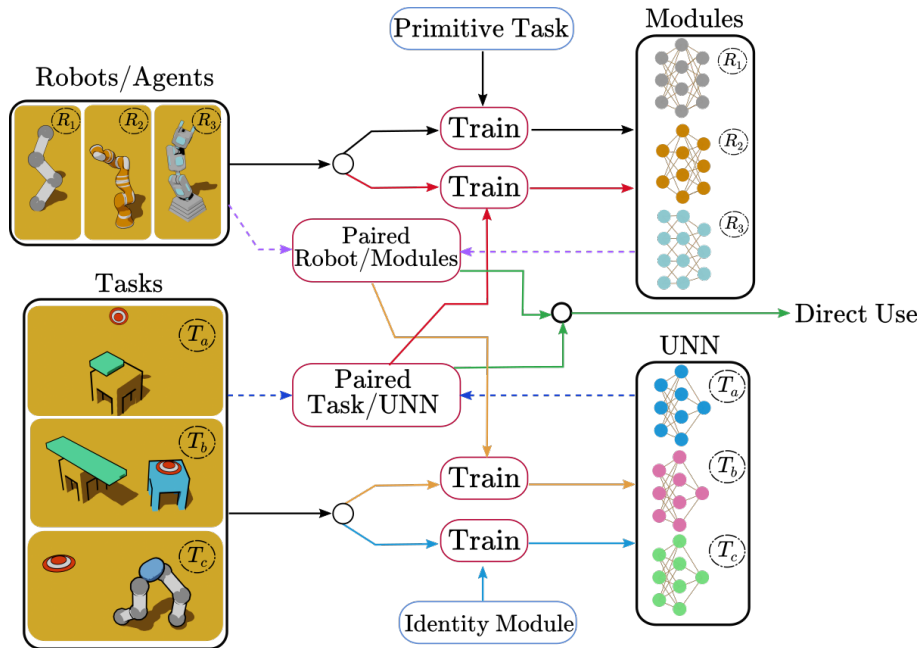 Primitive Task
Modules
Robots/Agents
R1
R2
R3
Train
R1
Train
R2
R3
Paired
Robot/Modules
Tasks
Direct Use
UNN
Ta
Paired
Task/UNN
Ta
Tb
Train
Tb
Train
Tc
Tc
Identity Module